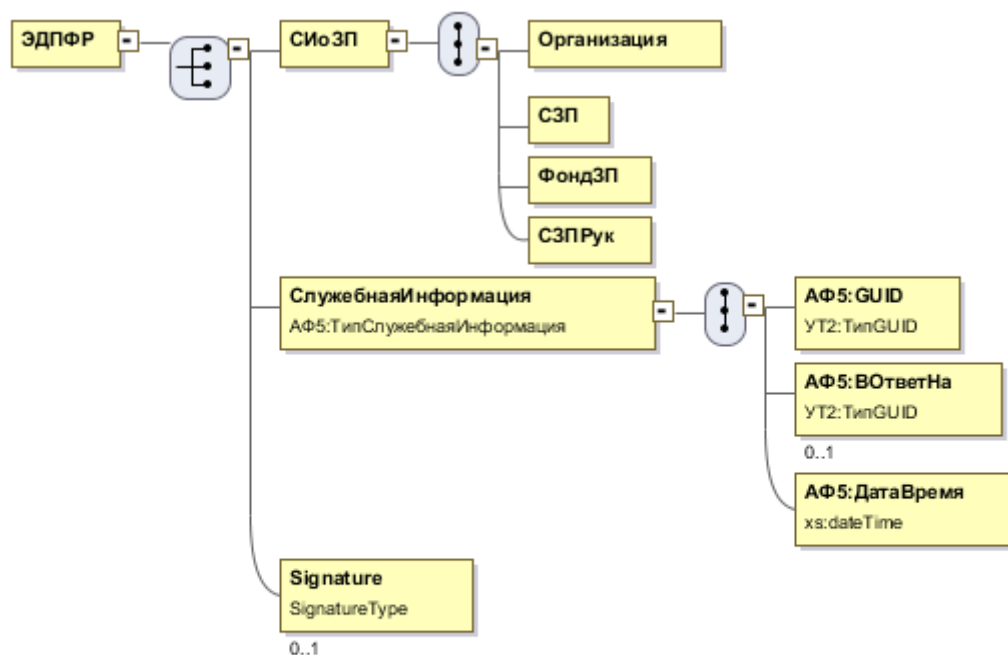 ЭДПФР
СИоЗП
Организация
СЗП
ФондЗП
СЗПРук
СлужебнаяИнформация
АФ5:ТипСлужебнаяИнформация
АФ5:GUID
УТ2:ТипGUID
АФ5:ВОтветНа
УТ2:ТипGUID
0..1
АФ5:ДатаВремя
xs:dateTime
Signature
SignatureType
0..1